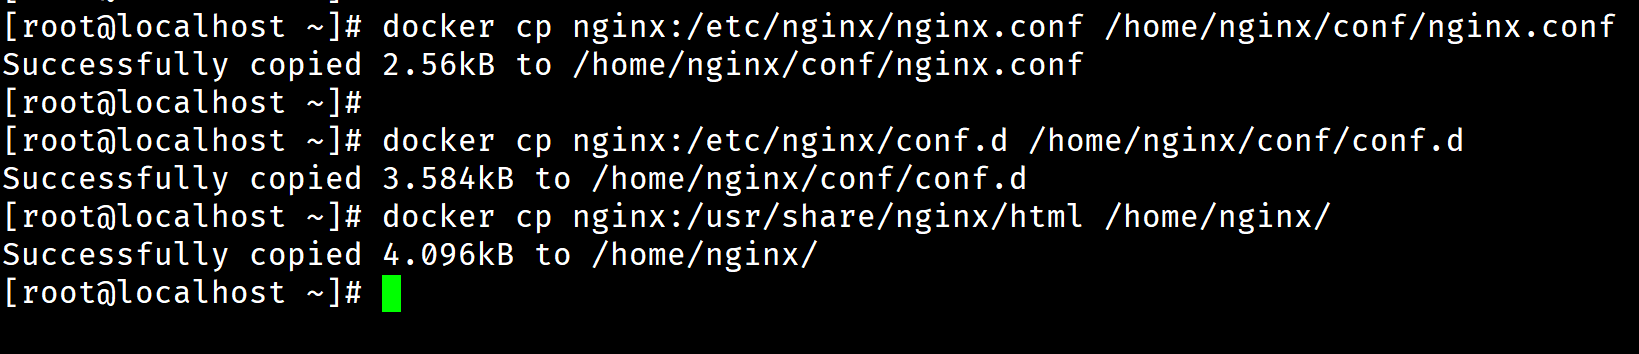 [root@localhost ~]# docker cp nginx:/etc/nginx/nginx.conf /home/nginx/conf/nginx.conf
Successfully copied 2.56kB to /home/nginx/conf/nginx.conf
[root@localhost ~]#
[root@localhost ~]# docker cp nginx:/etc/nginx/conf.d /home/nginx/conf/conf.d
Successfully copied 3.584kB to /home/nginx/conf/conf.d
[root@localhost ~]# docker cp nginx:/usr/share/nginx/html /home/nginx/
Successfully copied 4.096kB to /home/nginx/
[root@localhost ~]#